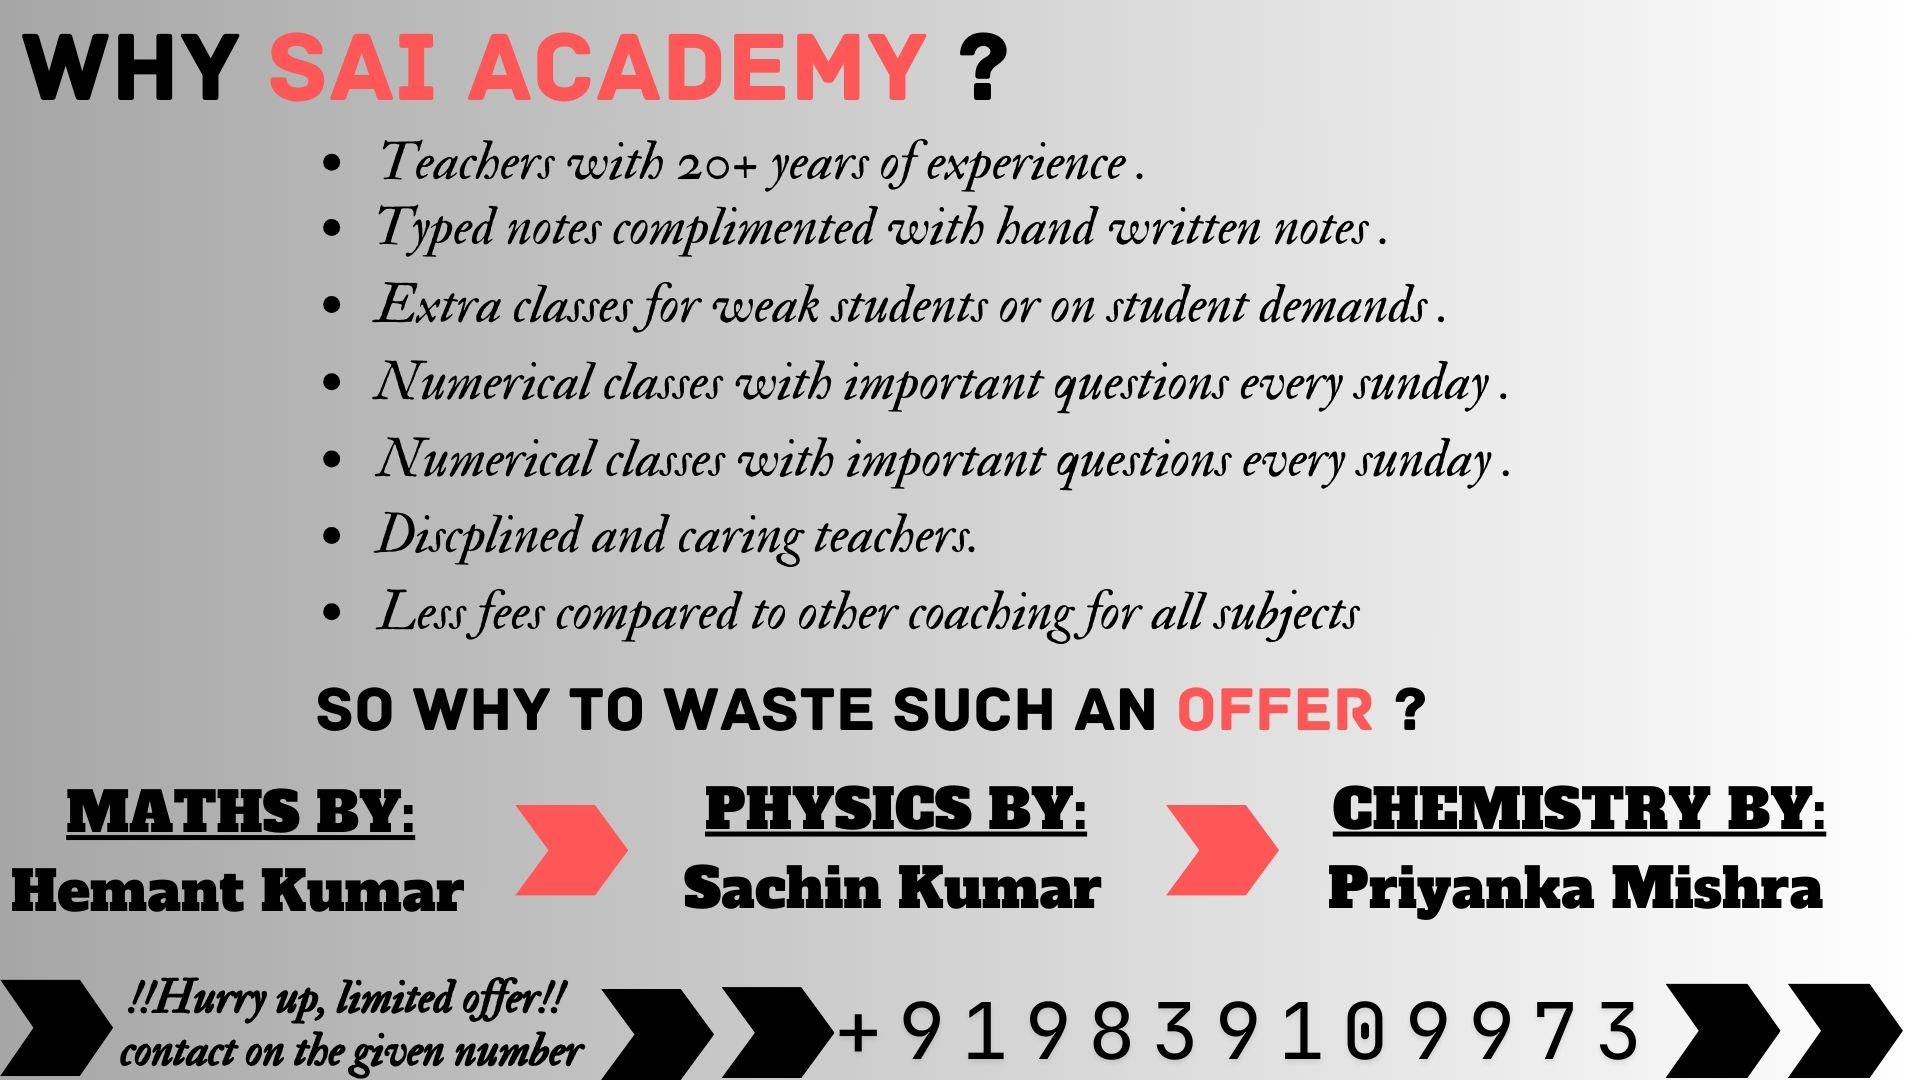 WHY SAI ACADEMY ?
• Teachers with 20+ years of experience .
• Typed notes complimented with hand written notes .
• Extra classes for weak students or on student demands .
• Numerical classes with important questions every sunday .
• Numerical classes with important questions every sunday .
• Discplined and caring teachers.
• Less fees compared to other coaching for all subjects
SO WHY TO WASTE SUCH AN OFFER ?
MATHS BY:
Hemant Kumar
PHYSICS BY:
Sachin Kumar
CHEMISTRY BY:
Priyanka Mishra
!!Hurry up, limited offer!!
contact on the given number
+919839109973